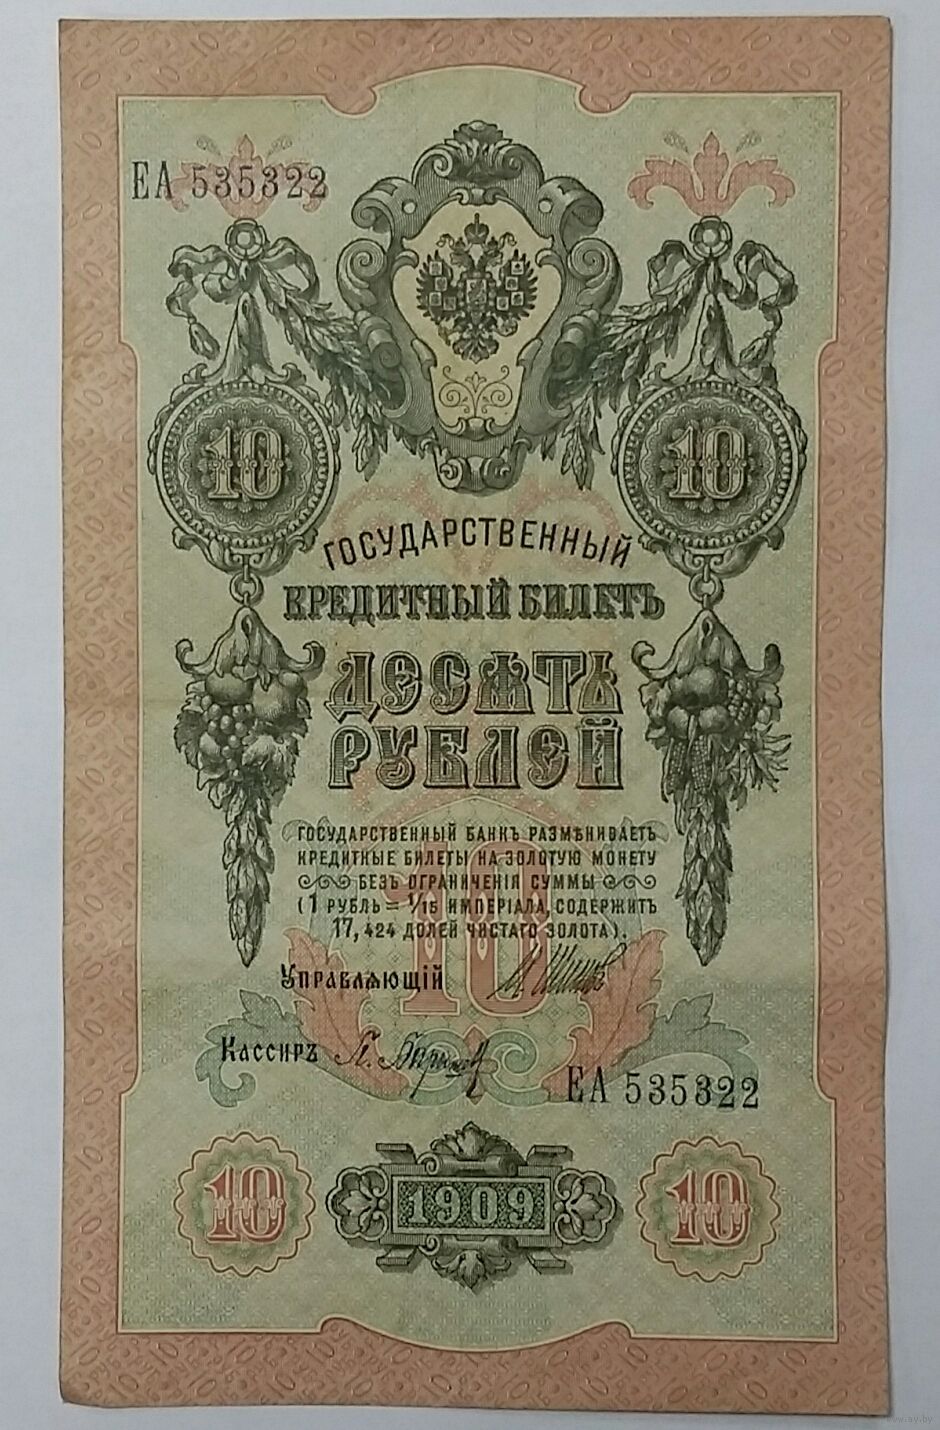 ЕА 535322
10 10
ГОСУДАРСТВЕННЫЙ
КРЕДИТНЫЙ БИЛЕТЪ
ДЕСЯТЬ
РУБЛЕЙ
ГОСУДАРСТВЕННЫЙ БАНКЪ РАЗМѢНИВАЕТЪ
КРЕДИТНЫЕ БИЛЕТЫ НА ЗОЛОТУЮ МОНЕТУ
БЕЗЪ ОГРАНИЧЕНІЯ СУММЫ
(1 РУБЛЬ = 1/15 ИМПЕРІАЛА, СОДЕРЖИТЪ
17,424 ДОЛЕЙ ЧИСТАГО ЗОЛОТА).
10
Управляющій
Кассиръ
ЕА 535322
10 1909 10